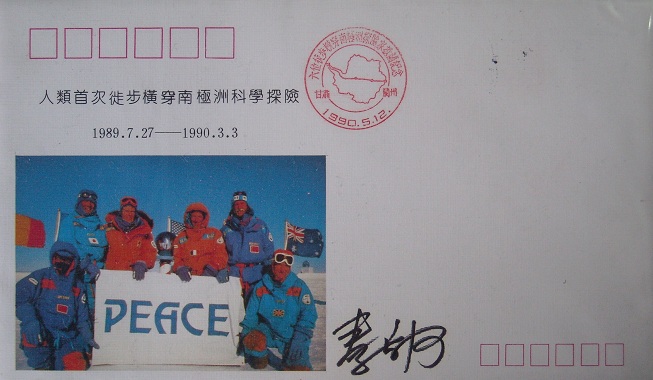 人類首次徙步橫穿南極洲科學探險
1989.7.27——1990.3.3
甘肅 蘭州
1990.5.12.
PEACE